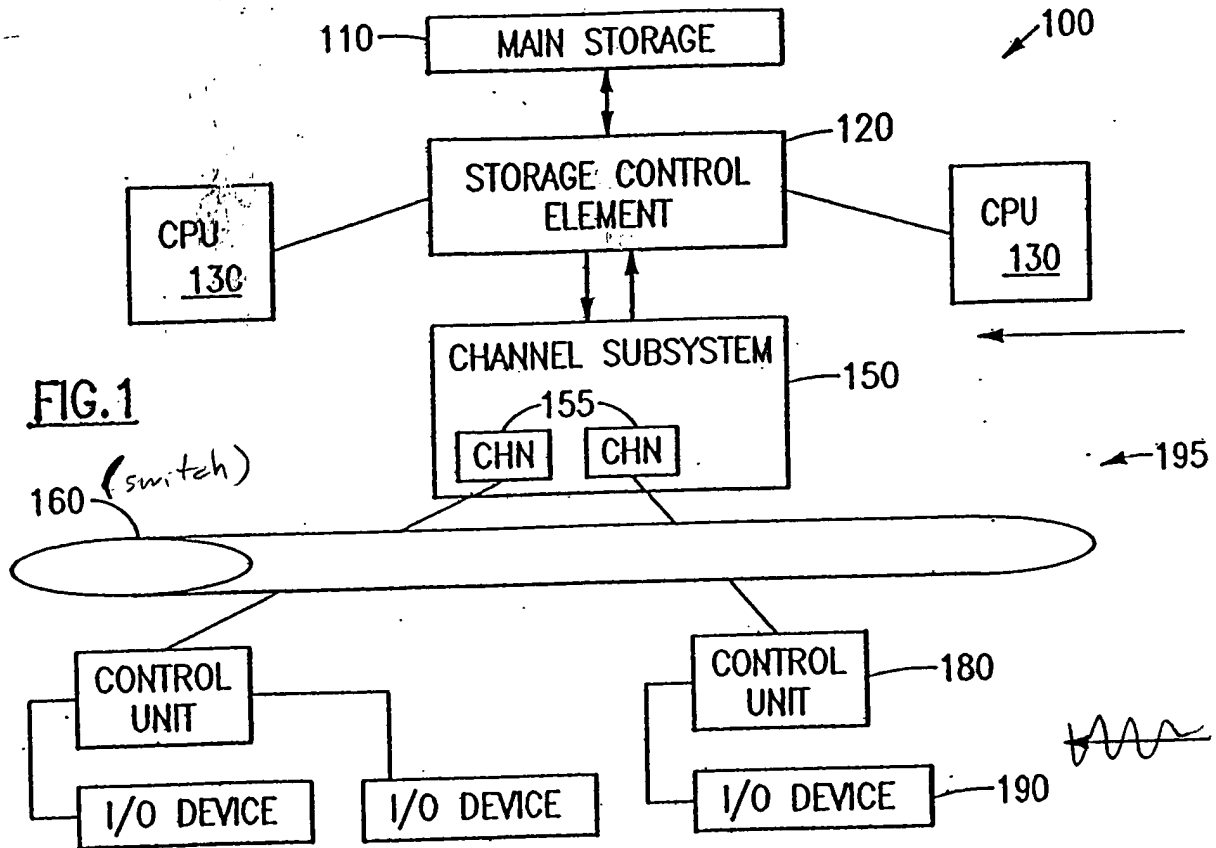 110 MAIN STORAGE 100
120
STORAGE CONTROL
ELEMENT
CPU
130
CPU
130
CHANNEL SUBSYSTEM
150
155
CHN CHN
FIG. 1
195
(switch)
160
CONTROL
UNIT
CONTROL
UNIT
180
I/O DEVICE
I/O DEVICE
I/O DEVICE
190